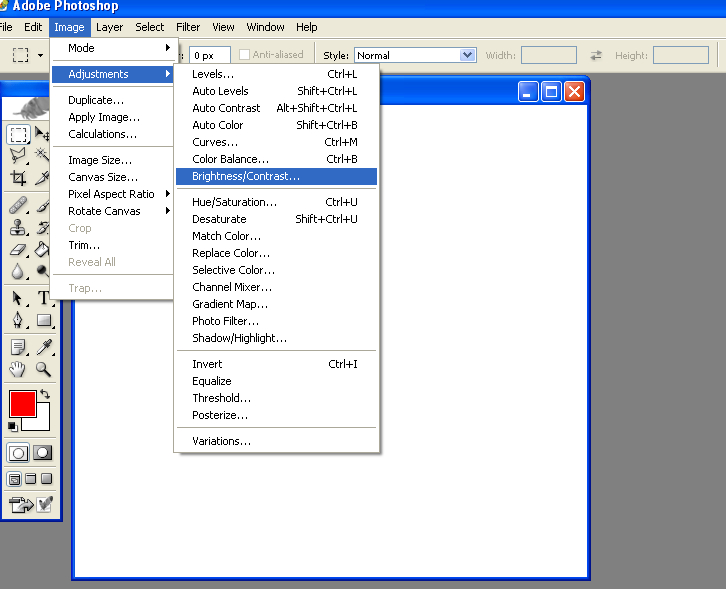 Adobe Photoshop
File Edit Image Layer Select Filter View Window Help
0 px Anti-aliased Style: Normal Width: Height:
Mode
Adjustments
Duplicate...
Apply Image...
Calculations...
Image Size...
Canvas Size...
Pixel Aspect Ratio
Rotate Canvas
Crop
Trim...
Reveal All
Trap...
Levels... Ctrl+L
Auto Levels Shift+Ctrl+L
Auto Contrast Alt+Shift+Ctrl+L
Auto Color Shift+Ctrl+B
Curves... Ctrl+M
Color Balance... Ctrl+B
Brightness/Contrast...
Hue/Saturation... Ctrl+U
Desaturate Shift+Ctrl+U
Match Color...
Replace Color...
Selective Color...
Channel Mixer...
Gradient Map...
Photo Filter...
Shadow/Highlight...
Invert Ctrl+I
Equalize
Threshold...
Posterize...
Variations...